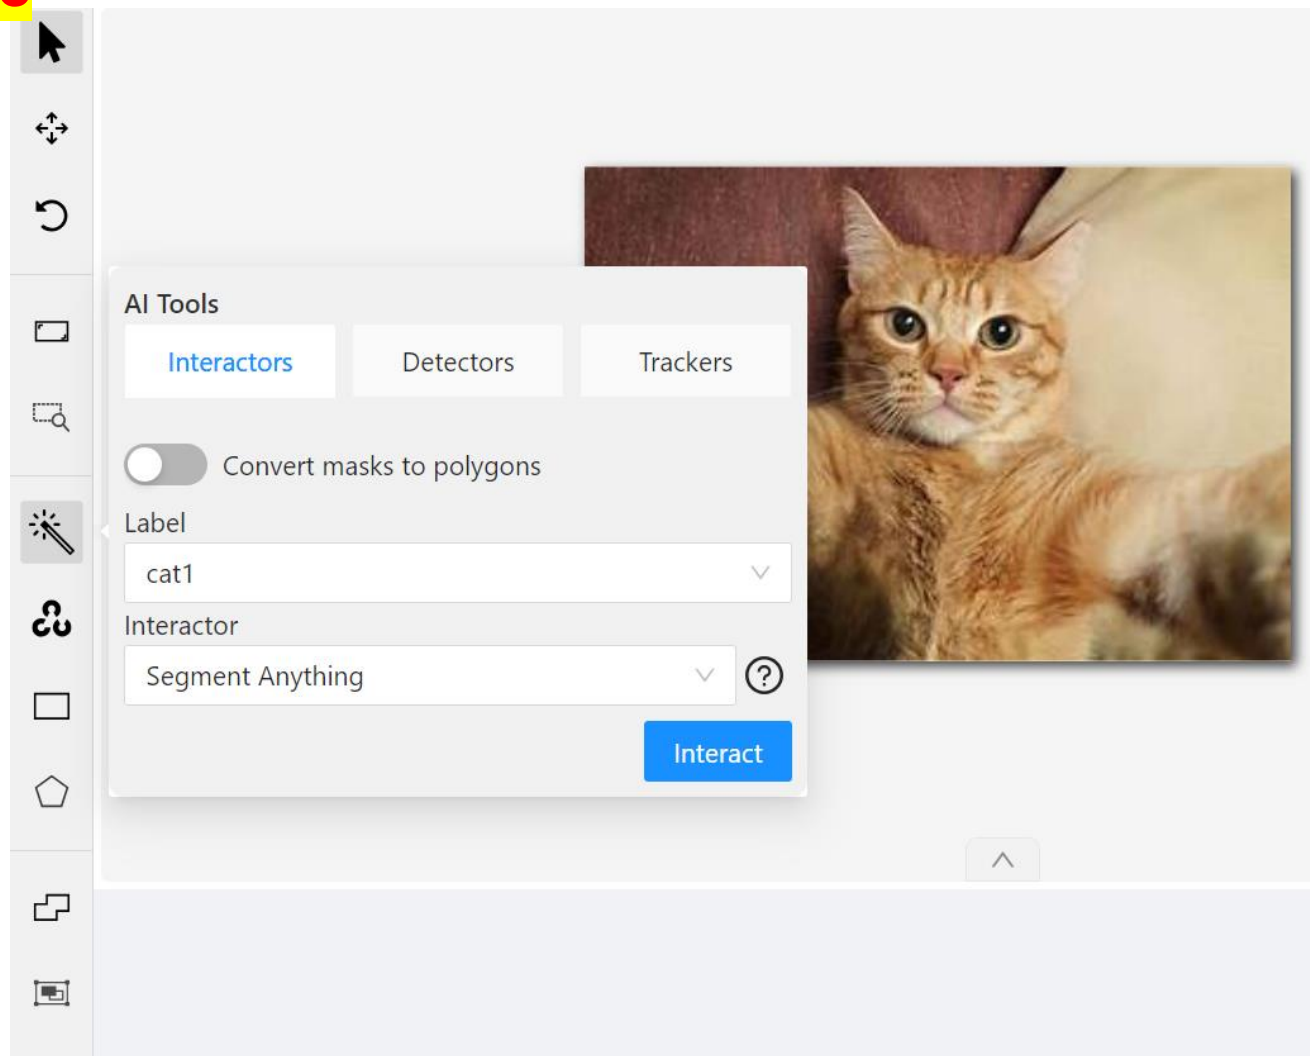 AI Tools
Interactors Detectors Trackers
Convert masks to polygons
Label
cat1
Interactor
Segment Anything
Interact